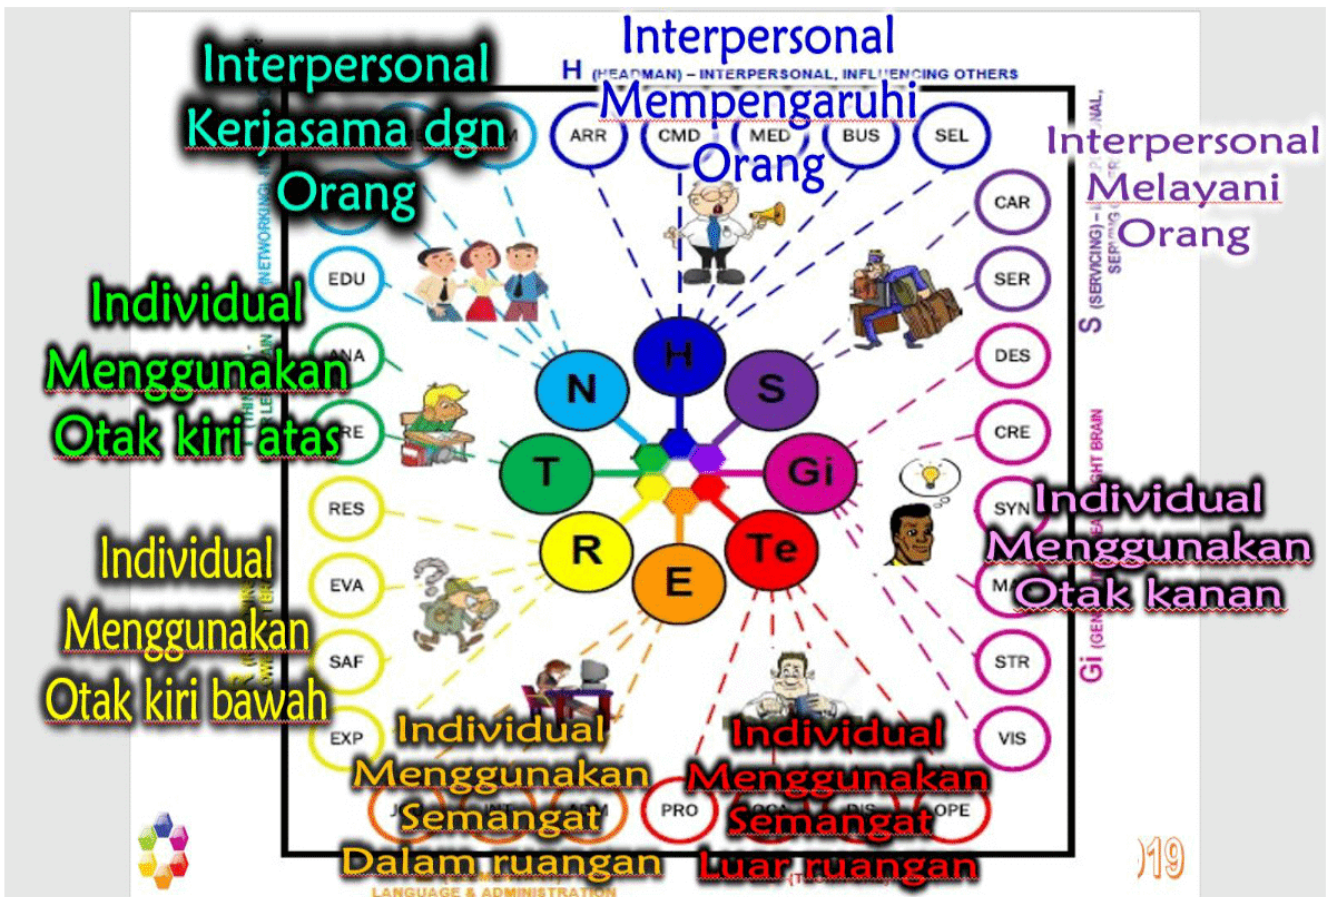 Interpersonal
Kerjasama dgn
Orang
Interpersonal
H (HEADMAN) – INTERPERSONAL, INFLUENCING OTHERS
Mempengaruhi
Orang
Interpersonal
Melayani
Orang
ARR
CMD
MED
BUS
SEL
CAR
SER
DES
CRE
SYN
STR
VIS
S (SERVICING) –
Gi
Individual
Menggunakan
Otak kanan
(NETWORKING)
EDU
ANA
Individual
Menggunakan
Otak kiri atas
RES
EVA
SAF
EXP
Individual
Menggunakan
Otak kiri bawah
H
N
S
T
Gi
R
Te
E
Individual
Menggunakan
Semangat
Dalam ruangan
LANGUAGE & ADMINISTRATION
PRO
OPE
Individual
Menggunakan
Semangat
Luar ruangan